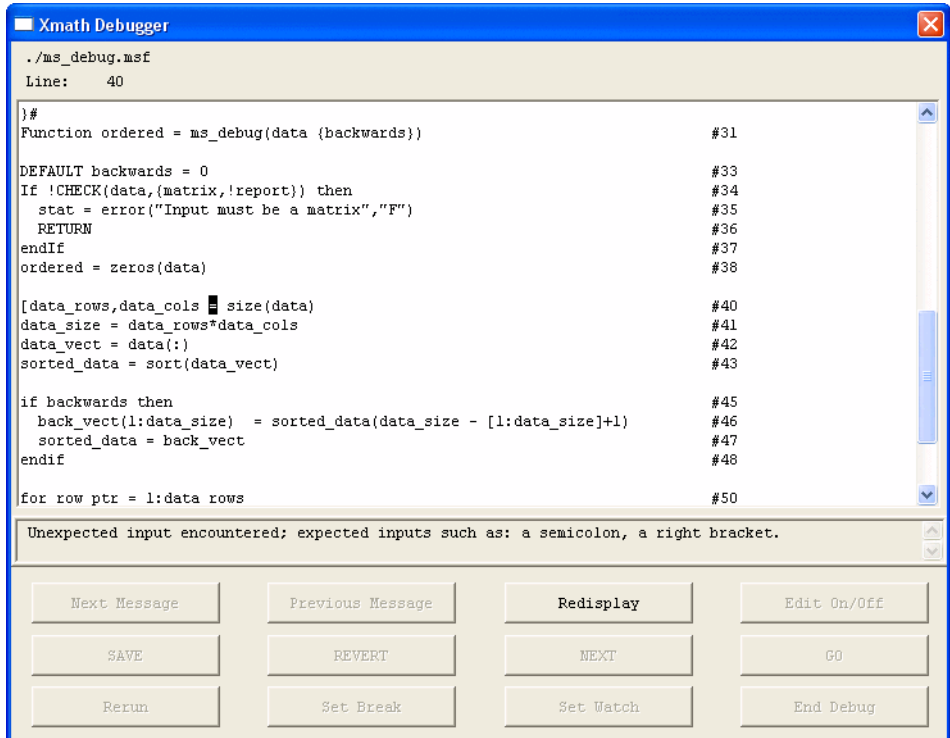 Xmath Debugger
./ms_debug.msf
Line: 40
}#
Function ordered = ms_debug(data {backwards}) #31
DEFAULT backwards = 0 #33
If !CHECK(data,{matrix,!report}) then #34
stat = error("Input must be a matrix","F") #35
RETURN #36
endIf #37
ordered = zeros(data) #38
[data_rows,data_cols = size(data) #40
data_size = data_rows*data_cols #41
data_vect = data(:) #42
sorted_data = sort(data_vect) #43
if backwards then #45
back_vect(1:data_size) = sorted_data(data_size - [1:data_size]+1) #46
sorted_data = back_vect #47
endif #48
for row ptr = 1:data rows #50
Unexpected input encountered; expected inputs such as: a semicolon, a right bracket.
Next Message Previous Message Redisplay Edit On/Off
SAVE REVERT NEXT GO
Rerun Set Break Set Watch End Debug